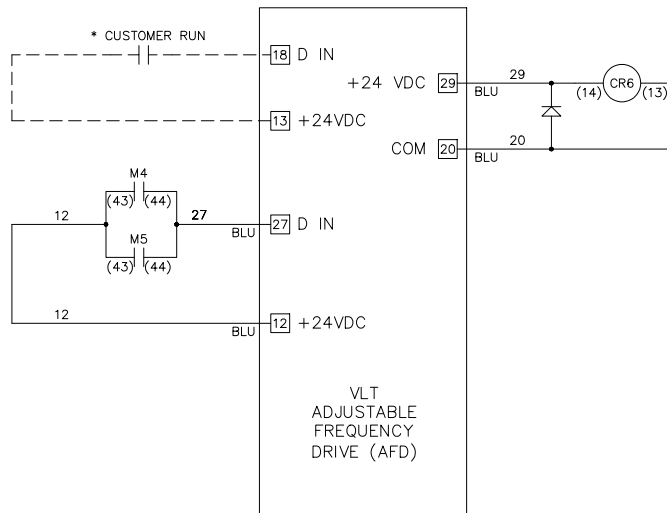 * CUSTOMER RUN
18 D IN
+24 VDC 29 BLU 29 (14) CR6 (13)
13 +24VDC
COM 20 BLU 20
M4
(43) (44)
12 27 BLU 27 D IN
M5
(43) (44)
12 BLU 12 +24VDC
VLT
ADJUSTABLE
FREQUENCY
DRIVE (AFD)